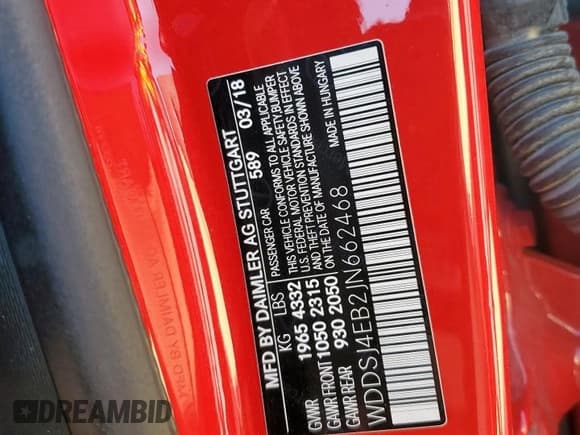 MFD BY DAIMLER AG STUTTGART
PASSENGER CAR 589 03/18
THIS VEHICLE CONFORMS TO ALL APPLICABLE
U.S. FEDERAL MOTOR VEHICLE SAFETY, BUMPER
AND THEFT PREVENTION STANDARDS IN EFFECT
ON THE DATE OF MANUFACTURE SHOWN ABOVE
MADE IN HUNGARY
KG LBS
GVWR 1965 4332
GAWR FRONT 1050 2315
GAWR REAR 930 2050
WDDSJ4EB2JN662468
DREAMBID